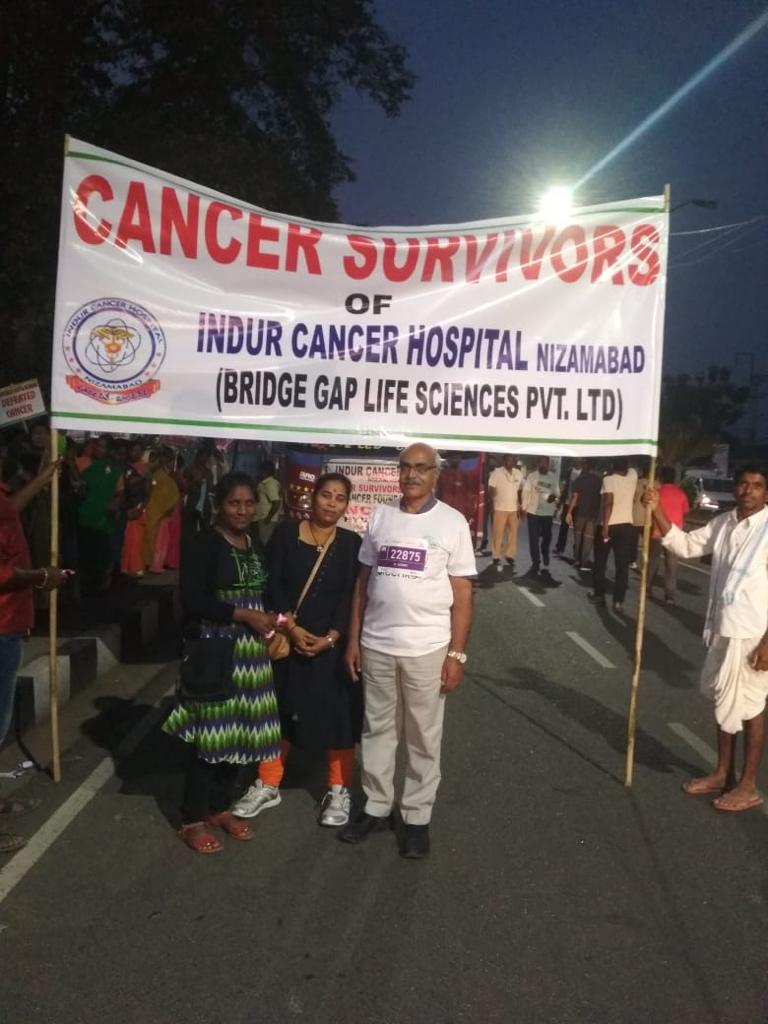 CANCER SURVIVORS
OF
INDUR CANCER HOSPITAL NIZAMABAD
(BRIDGE GAP LIFE SCIENCES PVT. LTD)
INDUR CANCER HOSPITAL
NIZAMABAD
DEFEATED
CANCER
INDUR CANCER
SURVIVORS
22875